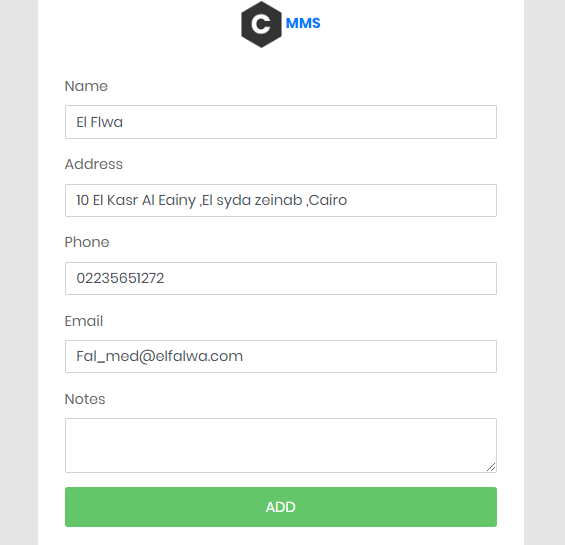 C MMS
Name
El Flwa
Address
10 El Kasr Al Eainy ,El syda zeinab ,Cairo
Phone
02235651272
Email
Fal_med@elfalwa.com
Notes
ADD